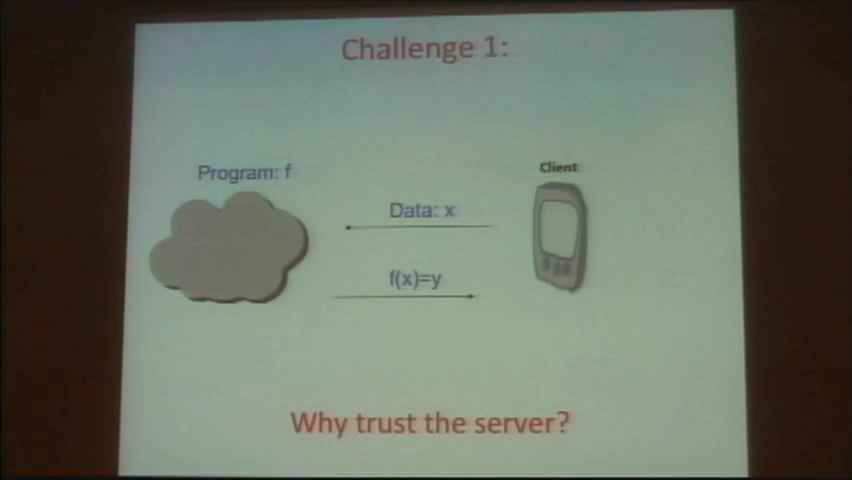 Challenge 1:
Program: f
Client
Data: x
f(x)=y
Why trust the server?